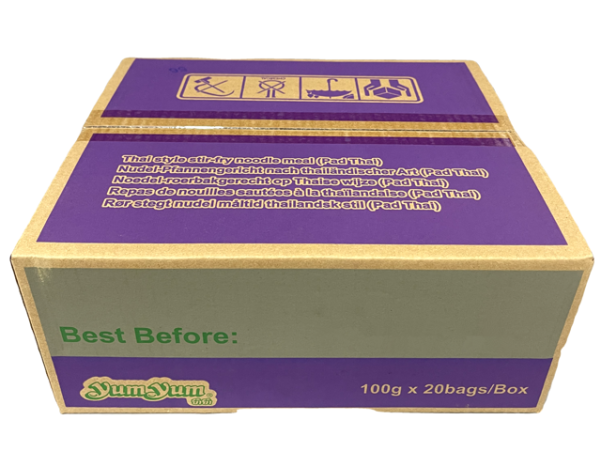 Thai style stir-fry noodle meal (Pad Thai)
Nudel-Pfannengericht nach thailändischer Art (Pad Thai)
Noedel-roerbakgerecht op Thaise wijze (Pad Thai)
Repas de nouilles sautées à la thaïlandaise (Pad Thai)
Rør stegt nudel måltid thailandsk stil (Pad Thai)
Best Before:
YumYum
100g x 20bags/Box